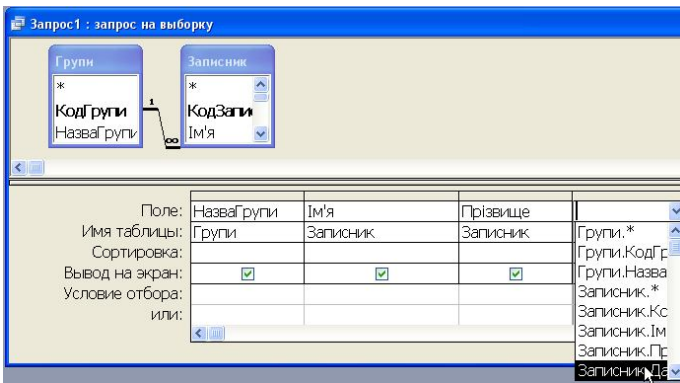 Запрос1 : запрос на выборку
Групи
*
КодГрупи
НазваГрупи
1
∞
Записник
*
КодЗапи
Ім'я
Поле: НазваГрупи Ім'я Прізвище
Имя таблицы: Групи Записник Записник
Сортировка:
Вывод на экран:
Условие отбора:
или:
Групи.*
Групи.КодГр
Групи.Назва
Записник.*
Записник.Ко
Записник.Ім
Записник.Пр
Записник.Да